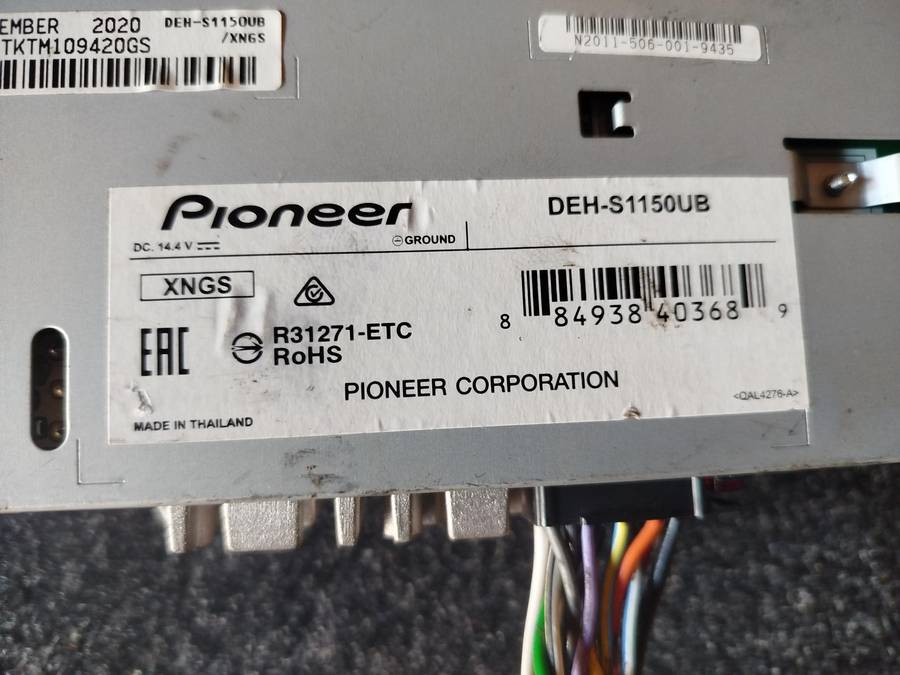 EMBER 2020 DEH-S1150UB
/XNGS
TKTM109420GS
N2011-506-001-9435
Pioneer
DEH-S1150UB
DC. 14.4 V
GROUND
XNGS
8 84938 40368 9
EAC
R31271-ETC
RoHS
PIONEER CORPORATION
<QAL4276-A>
MADE IN THAILAND